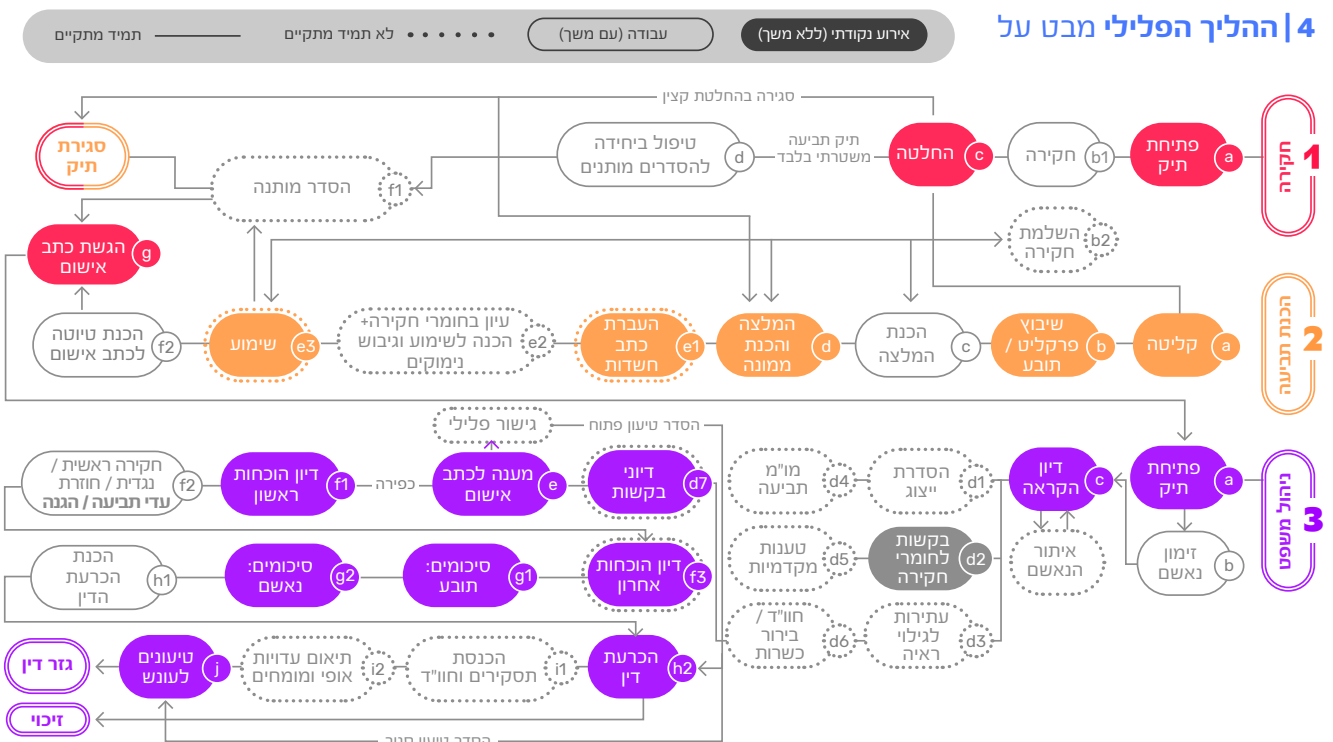 4|ההליך הפלילי מבט על
אירוע נקודתי (ללא משך)
עבודה (עם משך)
לא תמיד מתקיים
תמיד מתקיים
1
חקירה
a
פתיחת
תיק
b1
חקירה
c
החלטה
סגירה בהחלטת קצין
תיק תביעה
משטרתי בלבד
d
טיפול ביחידה
להסדרים מותנים
f1
הסדר מותנה
סגירת
תיק
b2
השלמת
חקירה
g
הגשת כתב
אישום
2
הכנת תביעה
a
קליטה
b
שיבוץ
פרקליט /
תובע
c
הכנת
המלצה
d
המלצה
והכנת
ממונה
e1
העברת
כתב
חשדות
e2
עיון בחומרי חקירה+
הכנה לשימוע וגיבוש
נימוקים
e3
שימוע
f2
הכנת טיוטה
לכתב אישום
3
ניהול משפט
a
פתיחת
תיק
b
זימון
נאשם
c
דיון
הקראה
איתור
הנאשם
d1
הסדרת
ייצוג
d2
בקשות
לחומרי
חקירה
d3
עתירות
לגילוי
ראיה
d4
מו"מ
תביעה
d5
טענות
מקדמיות
d6
חוו"ד /
בירור
כשרות
הסדר טיעון פתוח
גישור פלילי
d7
דיוני
בקשות
e
מענה לכתב
אישום
כפירה
f1
דיון הוכחות
ראשון
f2
חקירה ראשית /
נגדית / חוזרת
עדי תביעה / הגנה
f3
דיון הוכחות
אחרון
g1
סיכומים:
תובע
g2
סיכומים:
נאשם
h1
הכנת
הכרעת
הדין
h2
הכרעת
דין
i1
הכנסת
תסקירים וחוו"ד
i2
תיאום עדויות
אופי ומומחים
j
טיעונים
לעונש
גזר דין
זיכוי
הסדר טיעון סגור